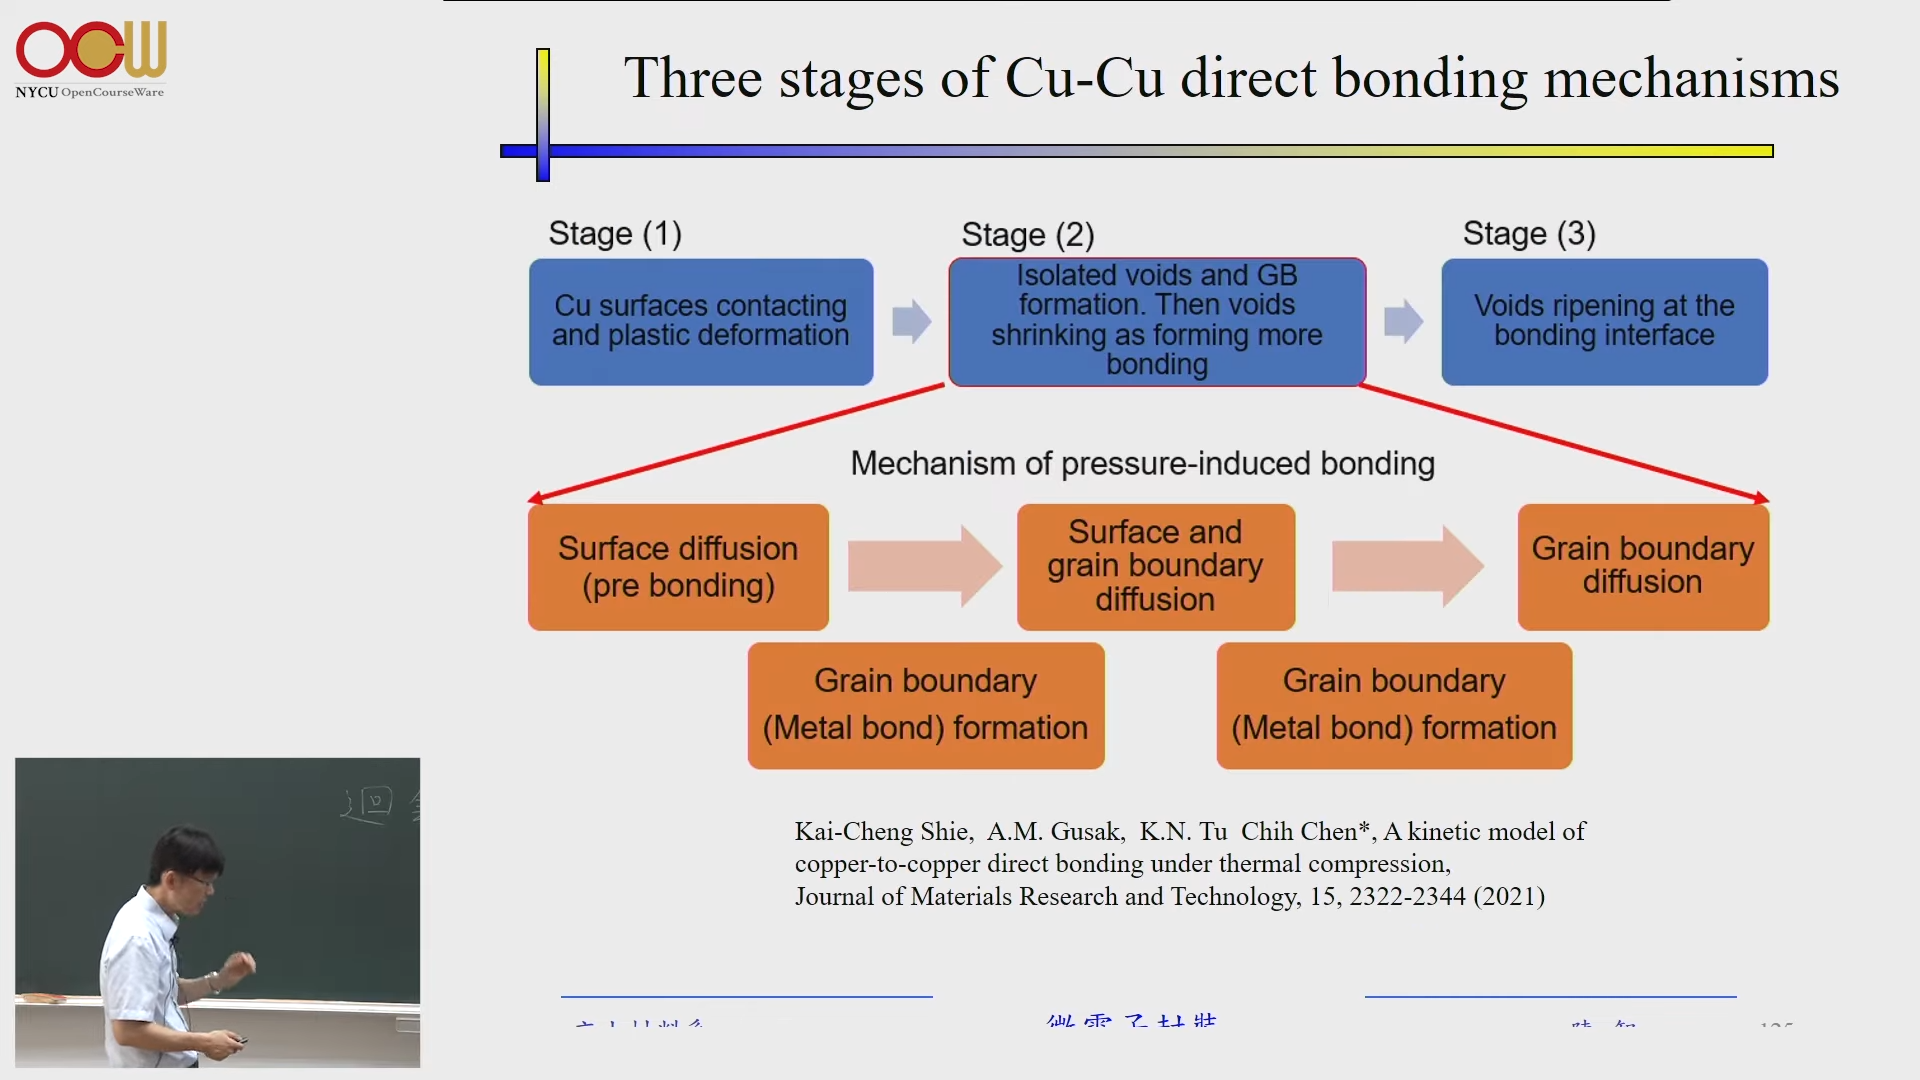 OCW
NYCU OpenCourseWare
Three stages of Cu-Cu direct bonding mechanisms
Stage (1)
Stage (2)
Stage (3)
Cu surfaces contacting
and plastic deformation
Isolated voids and GB
formation. Then voids
shrinking as forming more
bonding
Voids ripening at the
bonding interface
Mechanism of pressure-induced bonding
Surface diffusion
(pre bonding)
Surface and
grain boundary
diffusion
Grain boundary
diffusion
Grain boundary
(Metal bond) formation
Grain boundary
(Metal bond) formation
Kai-Cheng Shie, A.M. Gusak, K.N. Tu Chih Chen*, A kinetic model of
copper-to-copper direct bonding under thermal compression,
Journal of Materials Research and Technology, 15, 2322-2344 (2021)
迴
微電子封裝